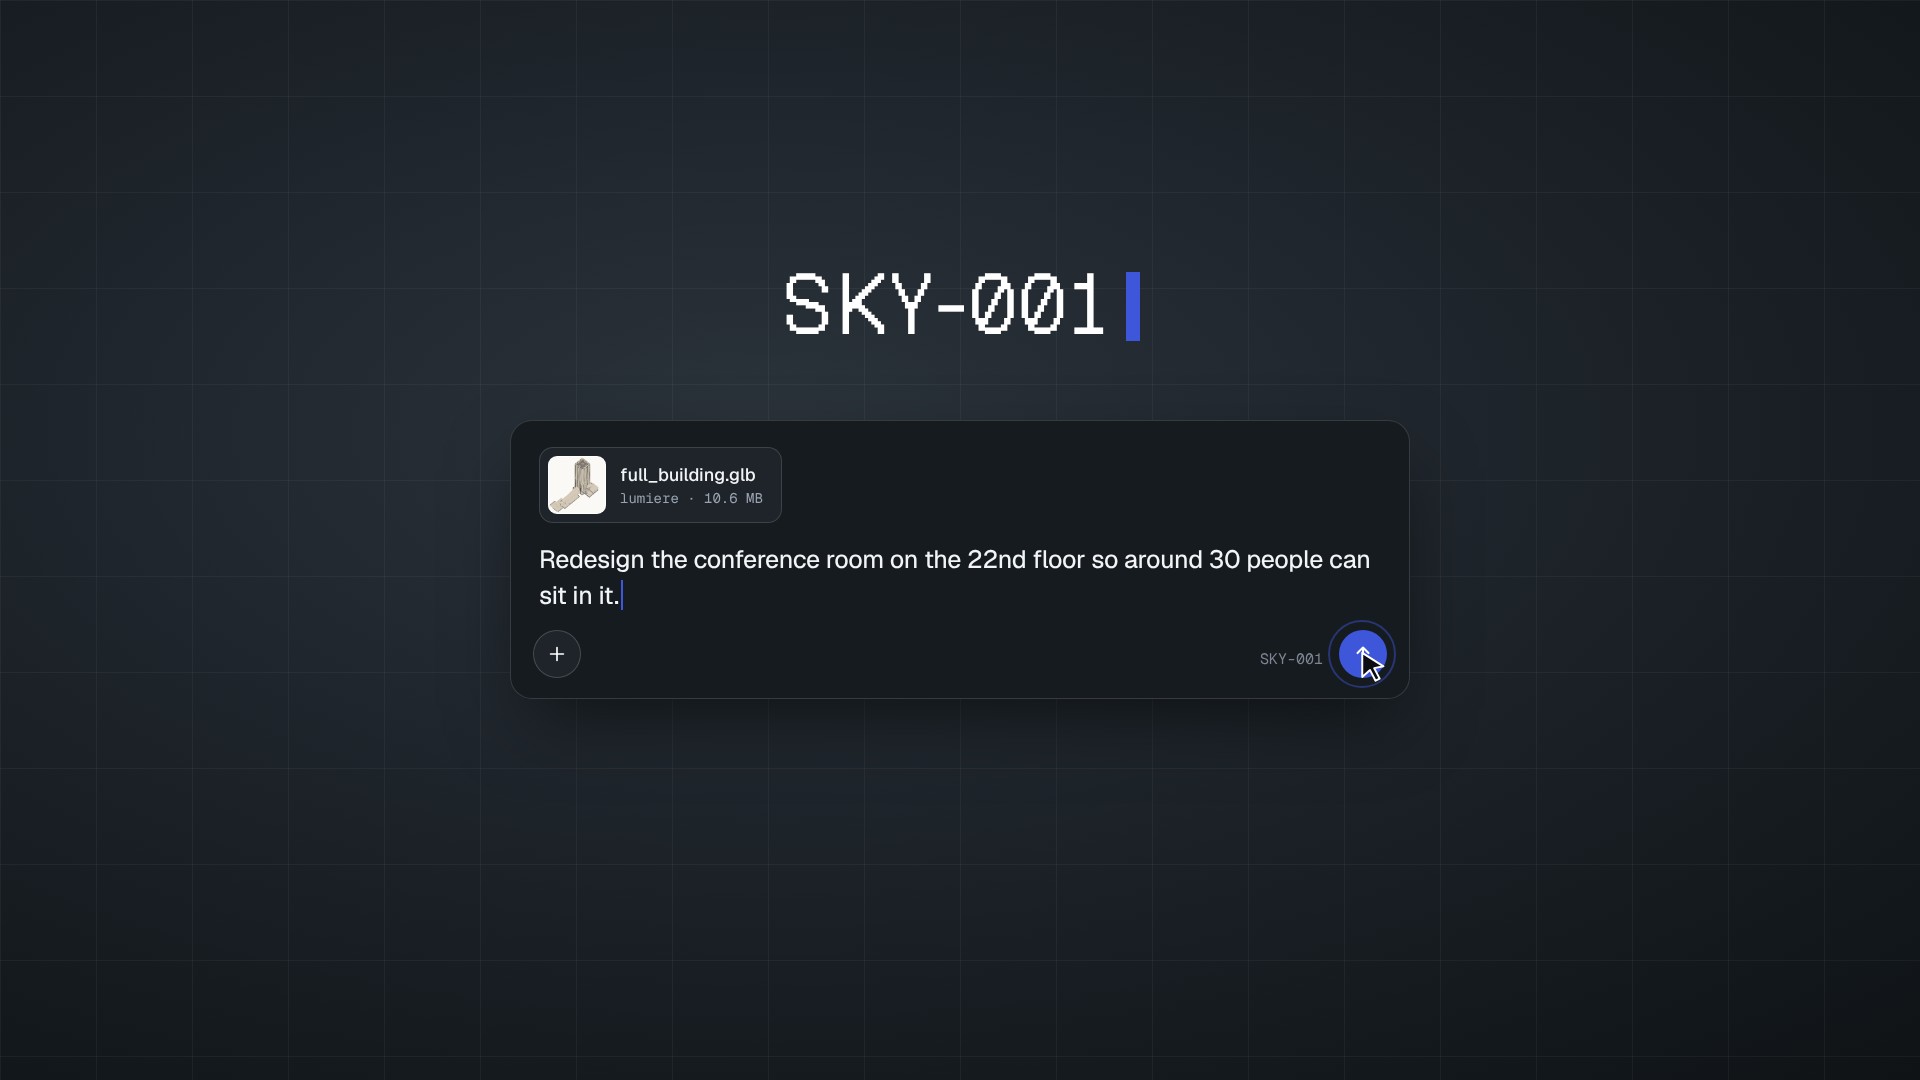 SKY-001
full_building.glb
lumiere · 10.6 MB
Redesign the conference room on the 22nd floor so around 30 people can
sit in it.
SKY-001